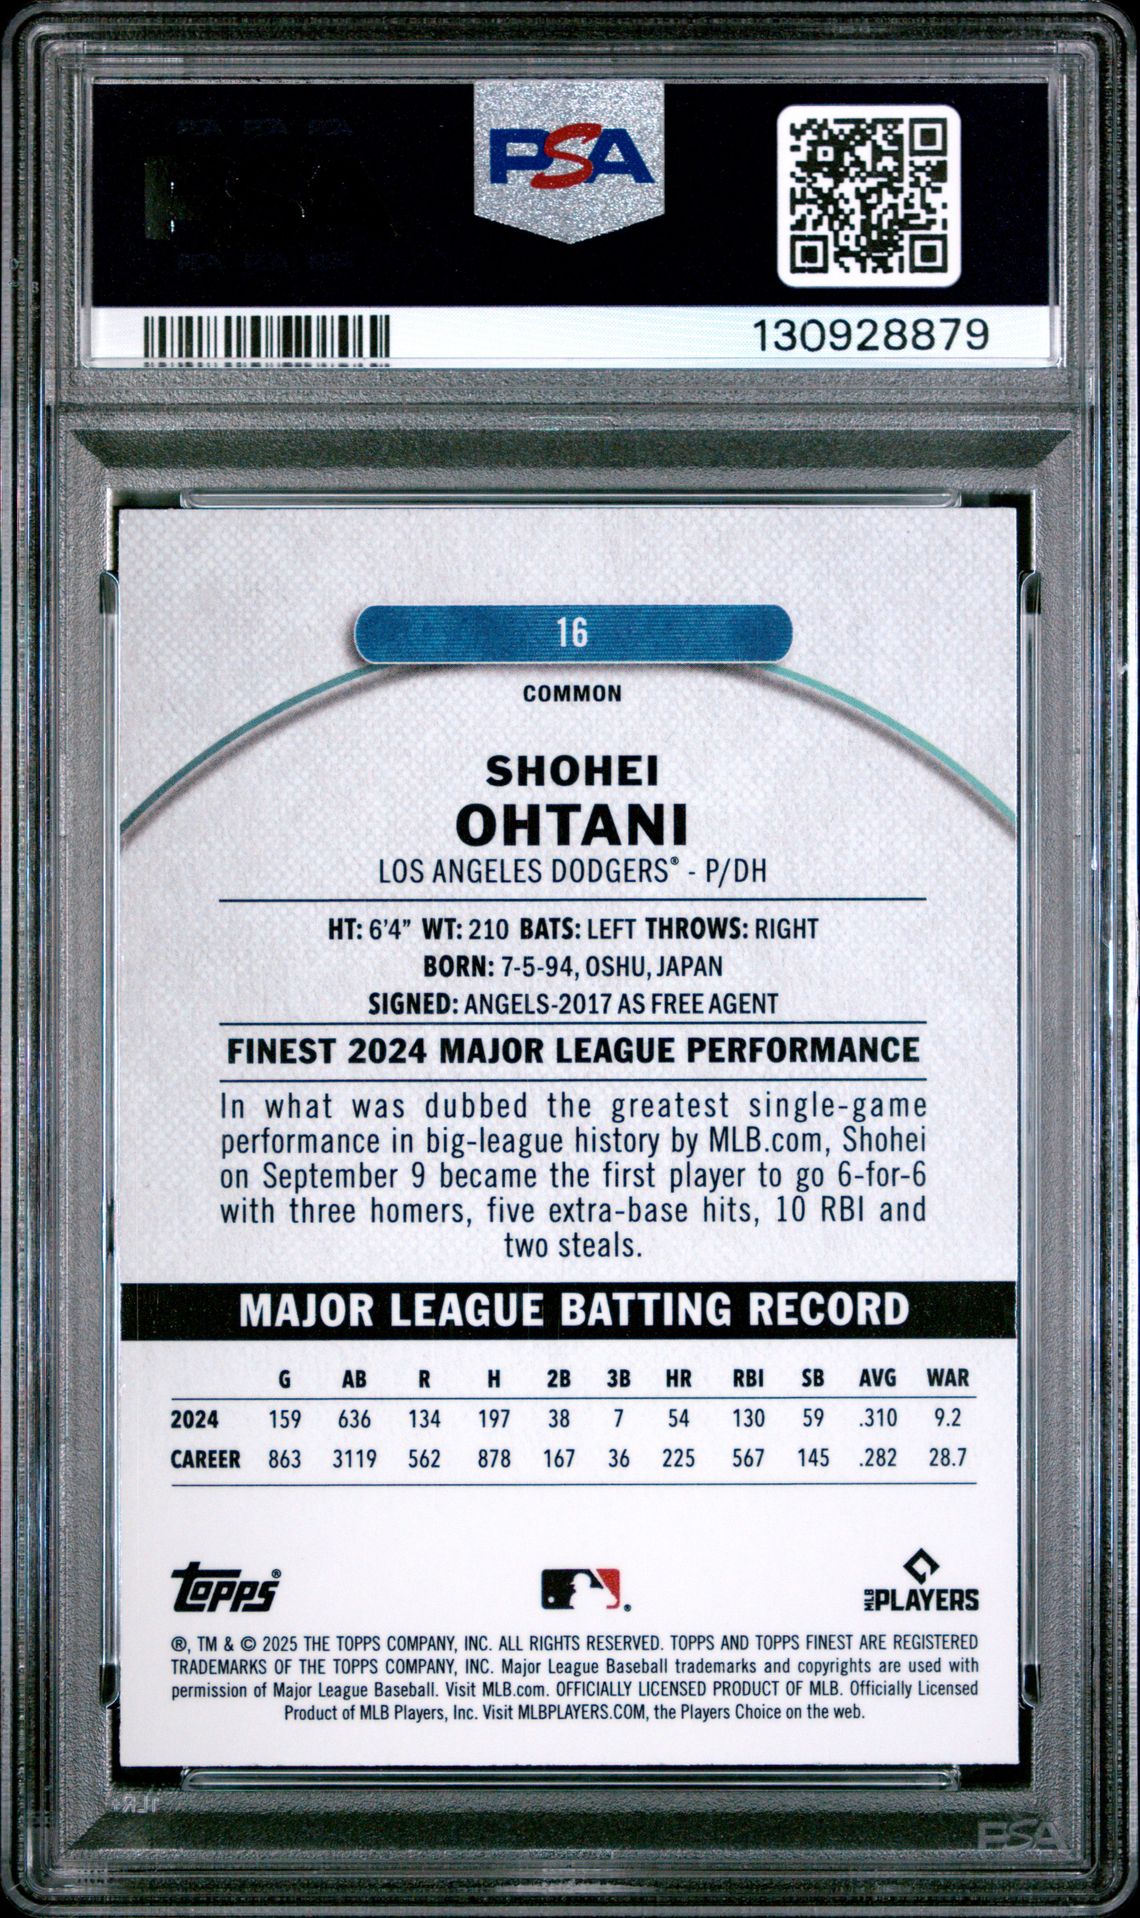 PSA
130928879
16
COMMON
SHOHEI
OHTANI
LOS ANGELES DODGERS® - P/DH
HT: 6'4” WT: 210 BATS: LEFT THROWS: RIGHT
BORN: 7-5-94, OSHU, JAPAN
SIGNED: ANGELS-2017 AS FREE AGENT
FINEST 2024 MAJOR LEAGUE PERFORMANCE
In what was dubbed the greatest single-game
performance in big-league history by MLB.com, Shohei
on September 9 became the first player to go 6-for-6
with three homers, five extra-base hits, 10 RBI and
two steals.
MAJOR LEAGUE BATTING RECORD
G AB R H 2B 3B HR RBI SB AVG WAR
2024 159 636 134 197 38 7 54 130 59 .310 9.2
CAREER 863 3119 562 878 167 36 225 567 145 .282 28.7
Topps® ® MLB PLAYERS
®, TM & © 2025 THE TOPPS COMPANY, INC. ALL RIGHTS RESERVED. TOPPS AND TOPPS FINEST ARE REGISTERED
TRADEMARKS OF THE TOPPS COMPANY, INC. Major League Baseball trademarks and copyrights are used with
permission of Major League Baseball. Visit MLB.com. OFFICIALLY LICENSED PRODUCT OF MLB. Officially Licensed
Product of MLB Players, Inc. Visit MLBPLAYERS.COM, the Players Choice on the web.
PSA